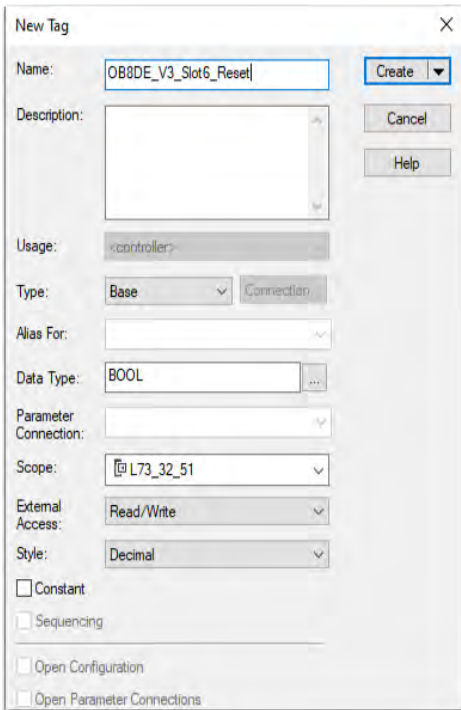 New Tag
Name:
OB8DE_V3_Slot6_Reset
Create
Description:
Cancel
Help
Usage:
<controller>
Type:
Base
Connection
Alias For:
Data Type:
BOOL
...
Parameter
Connection:
Scope:
L73_32_51
External
Access:
Read/Write
Style:
Decimal
Constant
Sequencing
Open Configuration
Open Parameter Connections